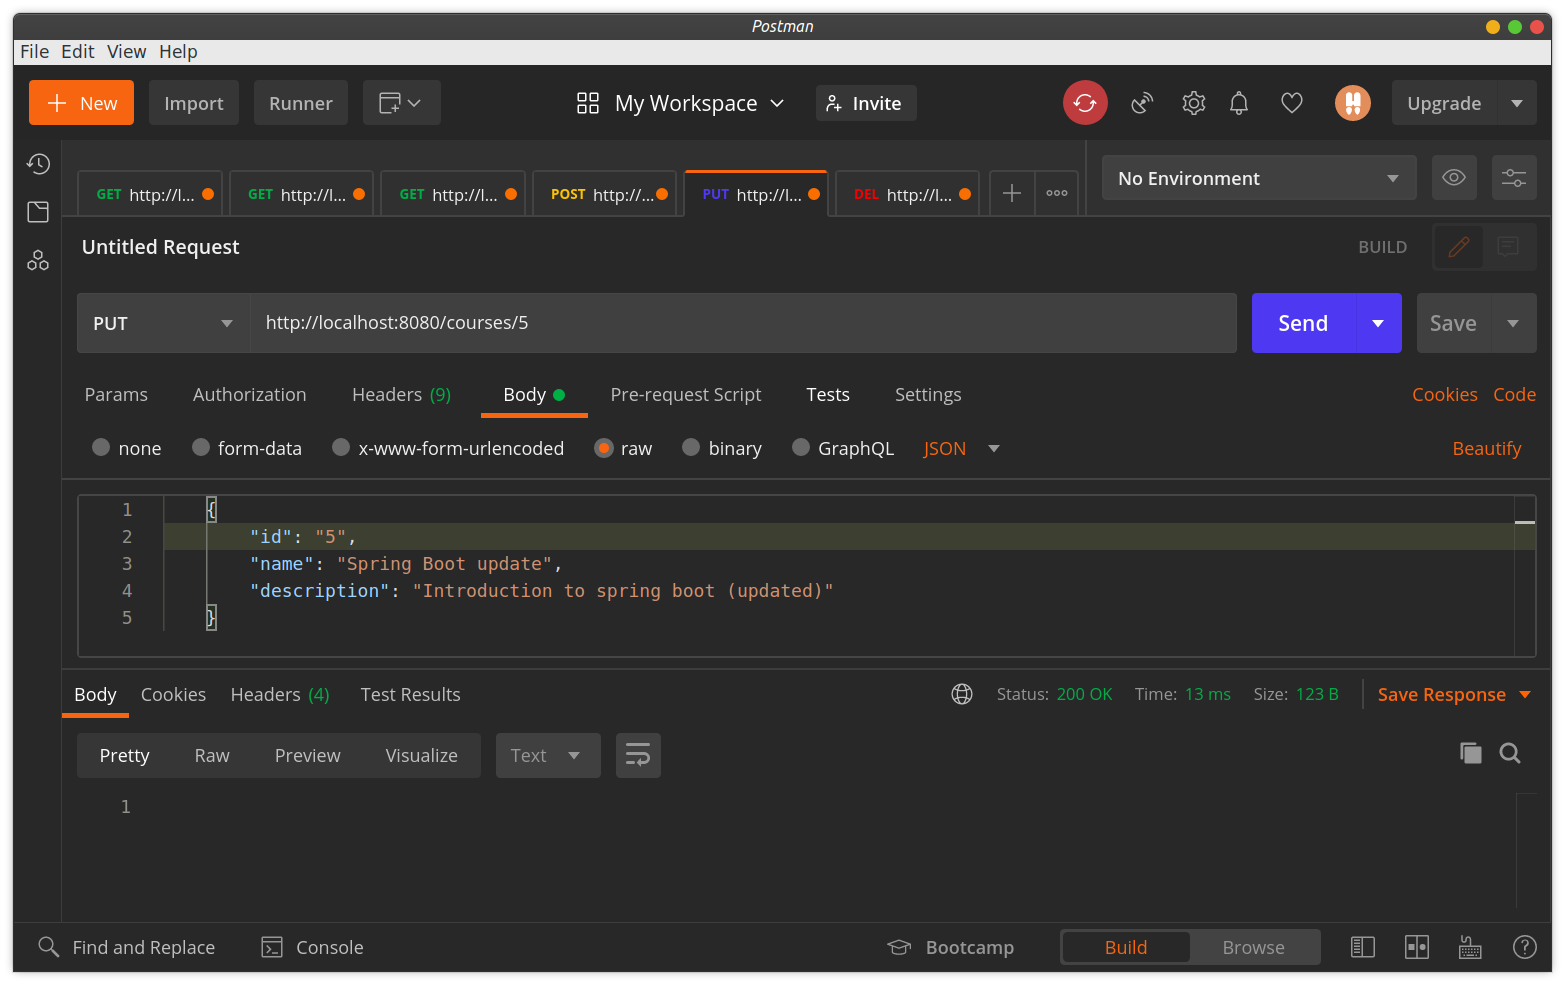 Postman
File Edit View Help
New Import Runner My Workspace Invite Upgrade
GET http://l... GET http://l... GET http://l... POST http://... PUT http://l... DEL http://l... No Environment
Untitled Request BUILD
PUT http://localhost:8080/courses/5 Send Save
Params Authorization Headers (9) Body Pre-request Script Tests Settings Cookies Code
none form-data x-www-form-urlencoded raw binary GraphQL JSON Beautify
1 {
2 "id": "5",
3 "name": "Spring Boot update",
4 "description": "Introduction to spring boot (updated)"
5 }
Body Cookies Headers (4) Test Results Status: 200 OK Time: 13 ms Size: 123 B Save Response
Pretty Raw Preview Visualize Text
1
Find and Replace Console Bootcamp Build Browse